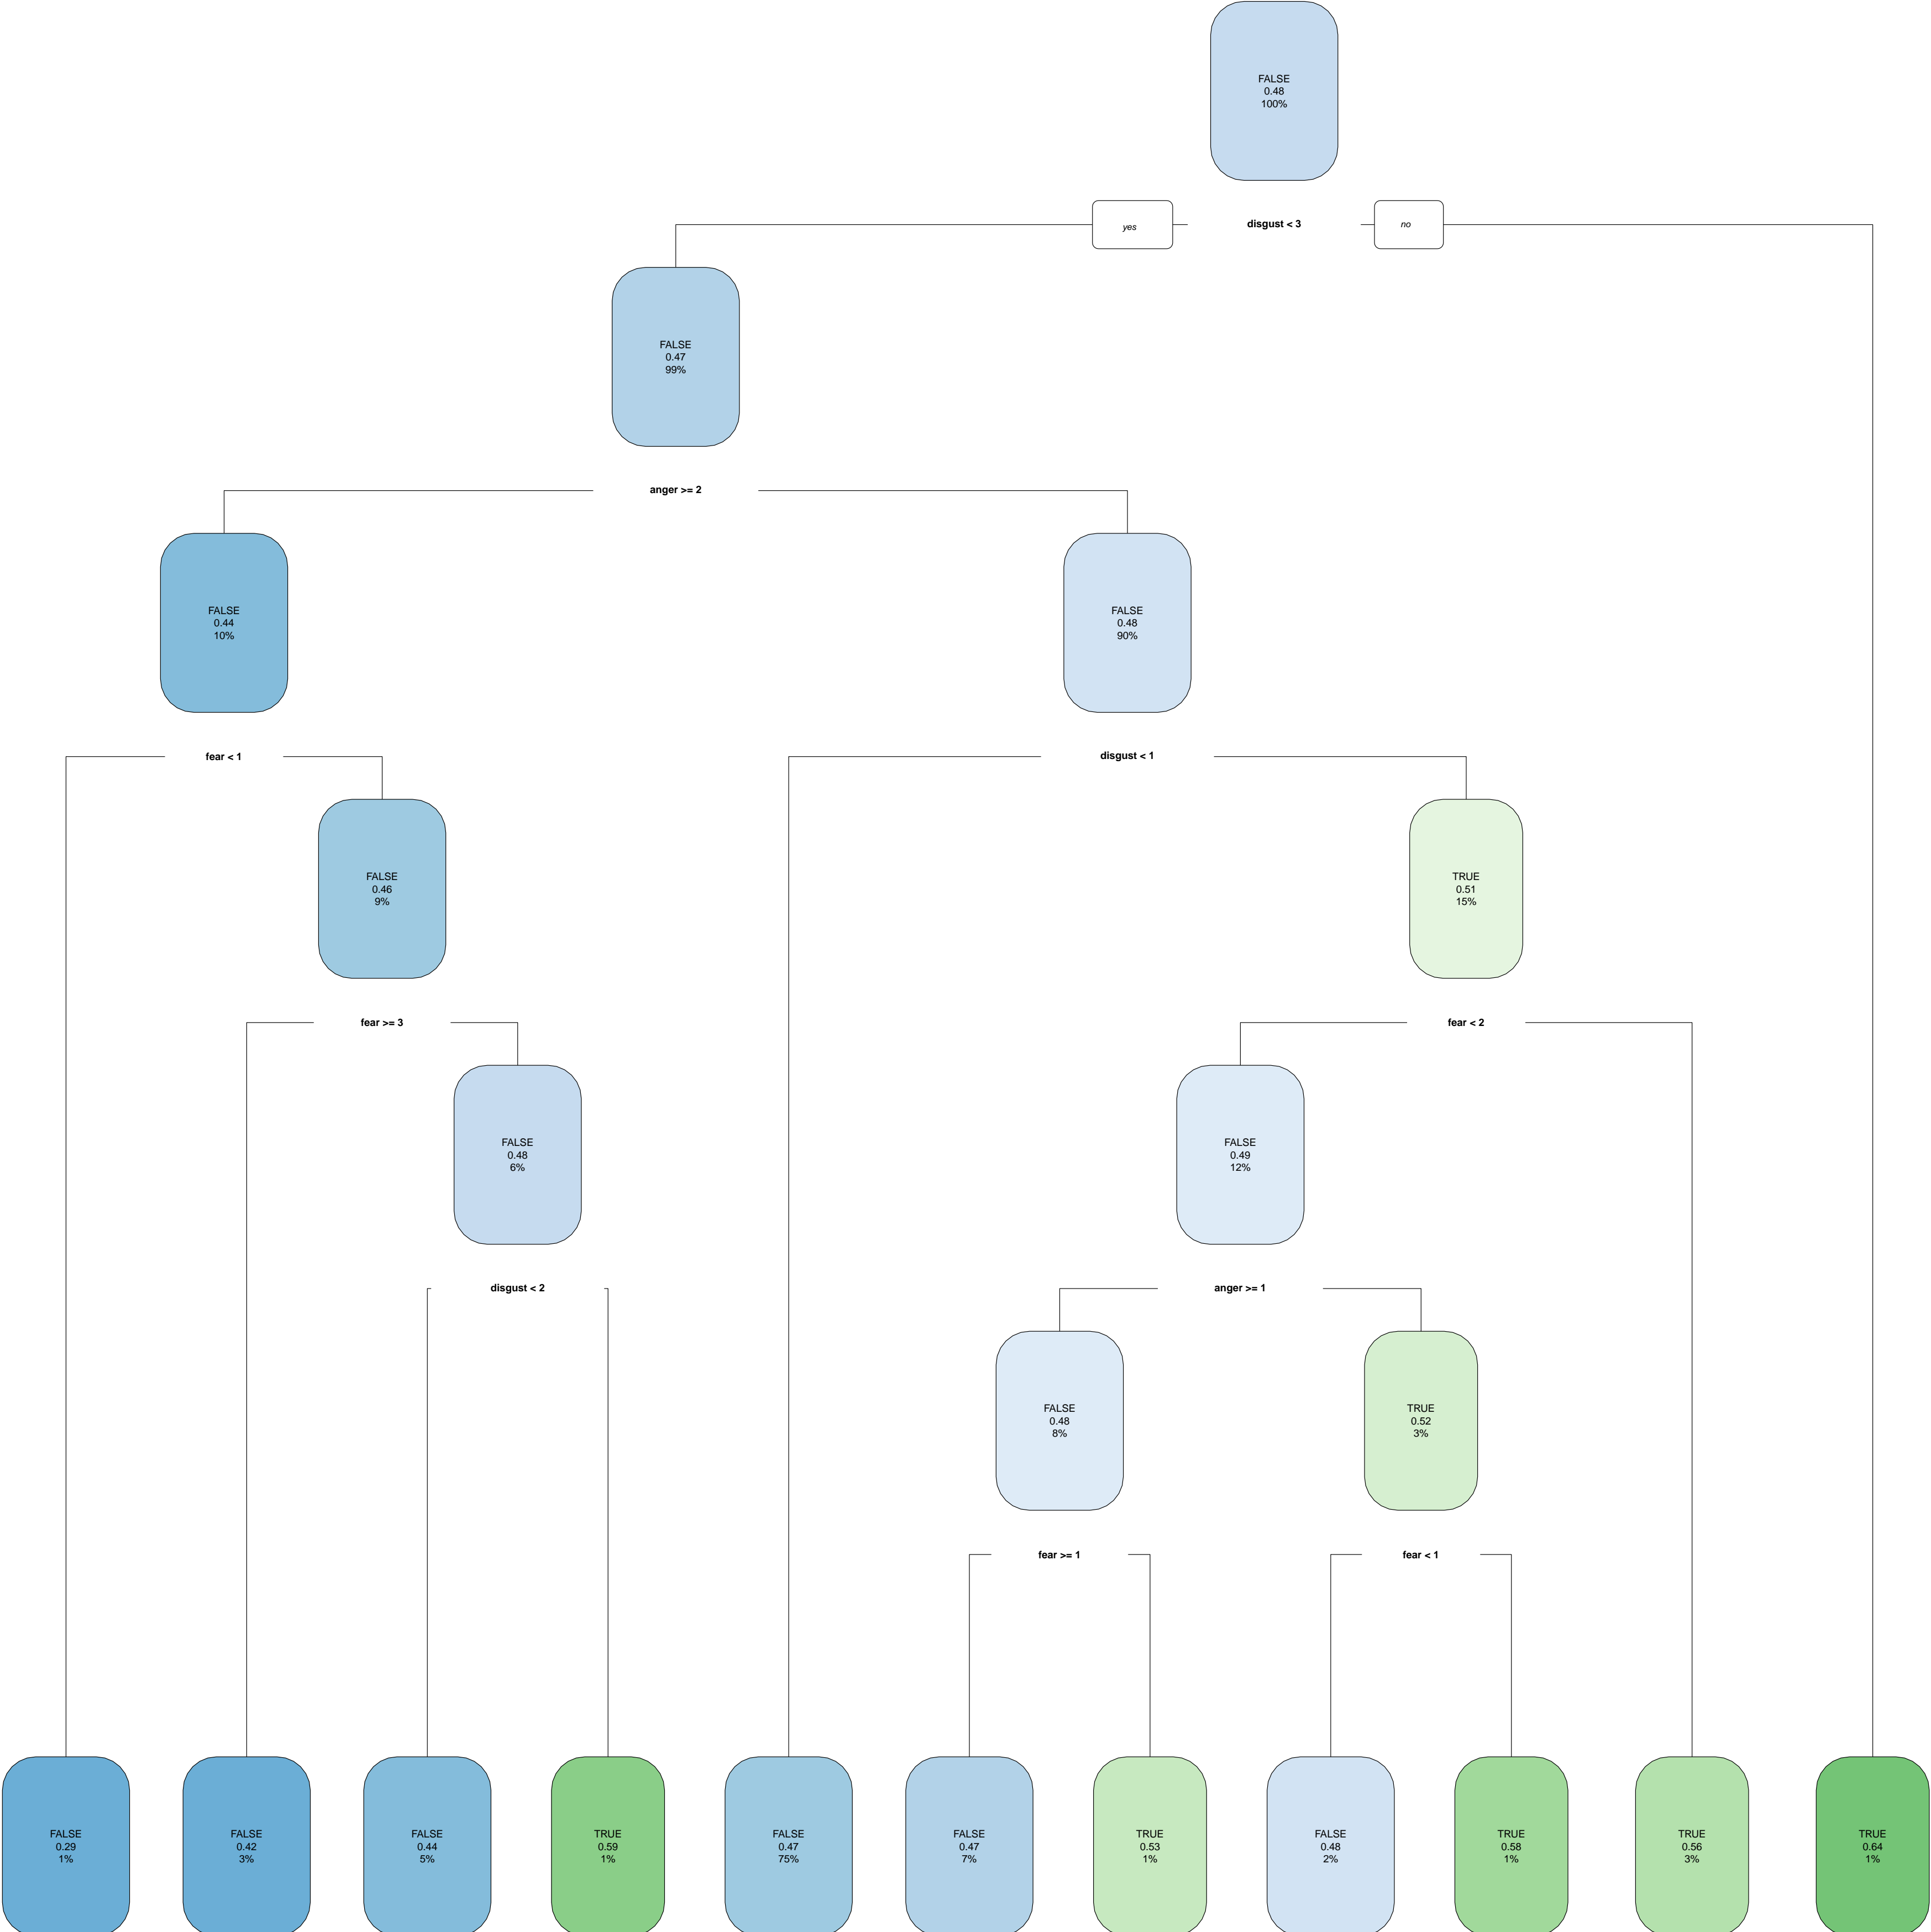 FALSE
0.48
100%
yes
disgust < 3
no
FALSE
0.47
99%
anger >= 2
FALSE
0.44
10%
FALSE
0.48
90%
fear < 1
disgust < 1
FALSE
0.46
9%
TRUE
0.51
15%
fear >= 3
fear < 2
FALSE
0.48
6%
FALSE
0.49
12%
disgust < 2
anger >= 1
FALSE
0.48
8%
TRUE
0.52
3%
fear >= 1
fear < 1
FALSE
0.29
1%
FALSE
0.42
3%
FALSE
0.44
5%
TRUE
0.59
1%
FALSE
0.47
75%
FALSE
0.47
7%
TRUE
0.53
1%
FALSE
0.48
2%
TRUE
0.58
1%
TRUE
0.56
3%
TRUE
0.64
1%